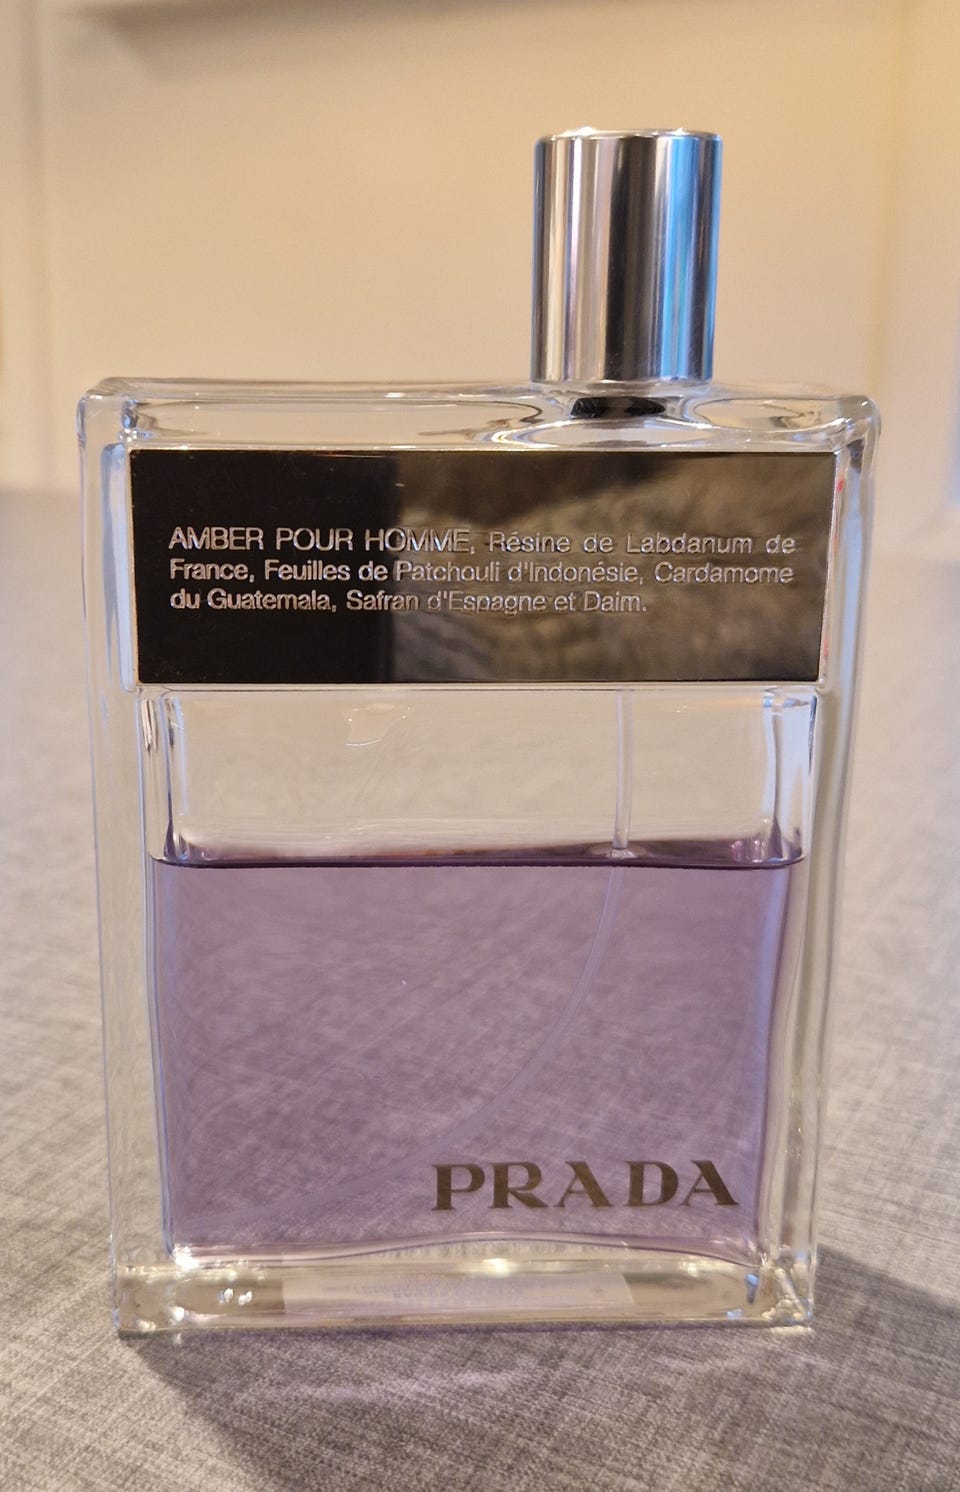 AMBER POUR HOMME, Résine de Labdanum de
France, Feuilles de Patchouli d'Indonésie, Cardamome
du Guatemala, Safran d'Espagne et Daim.
PRADA